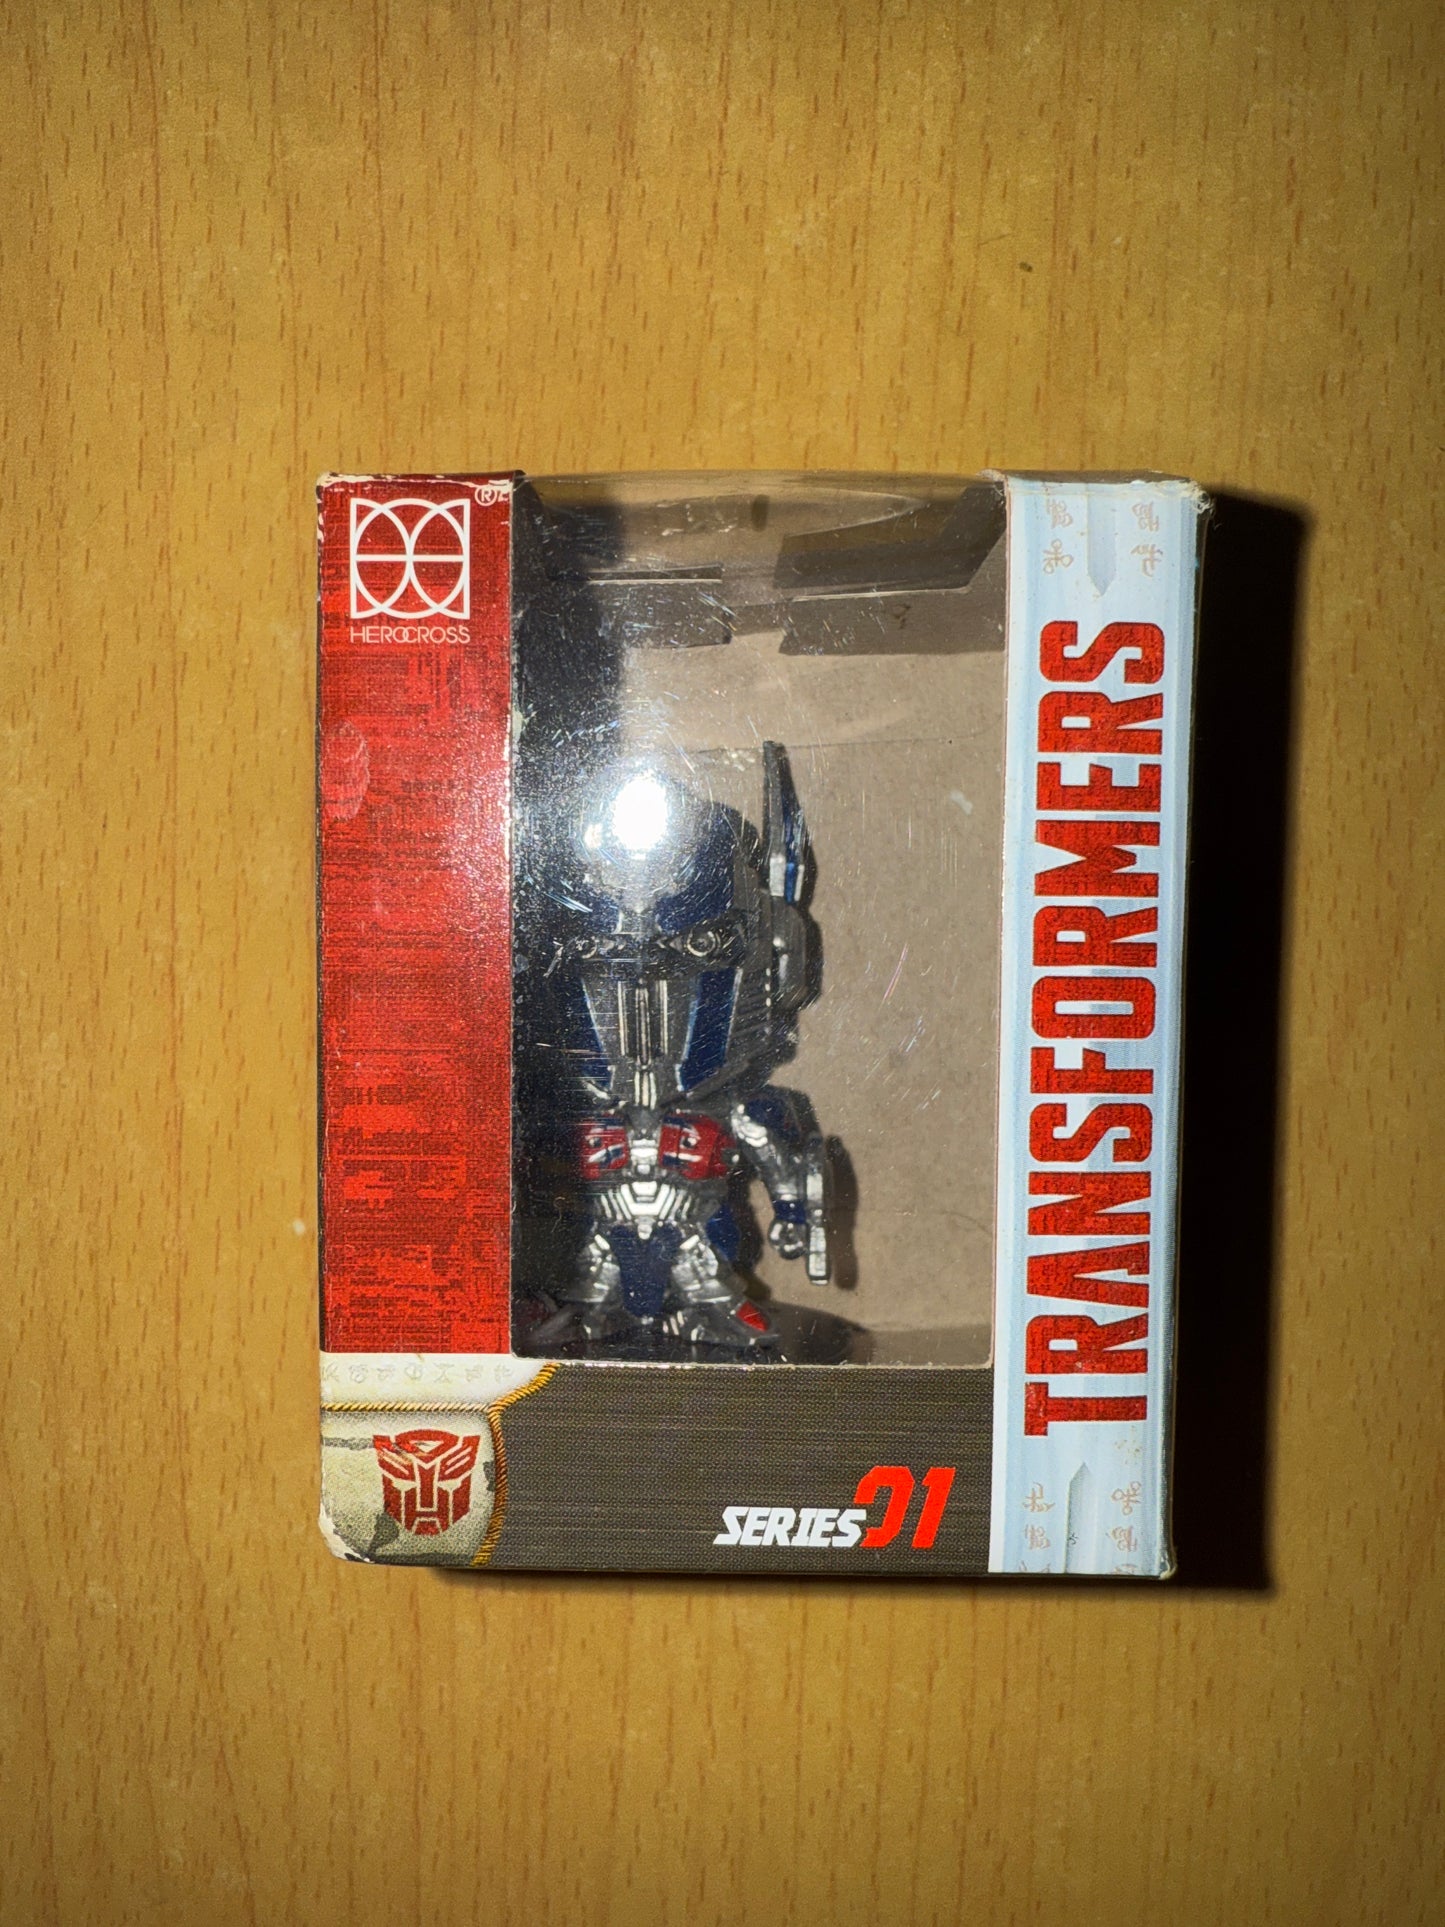 ®
HEROCROSS
TRANSFORMERS
SERIES 01